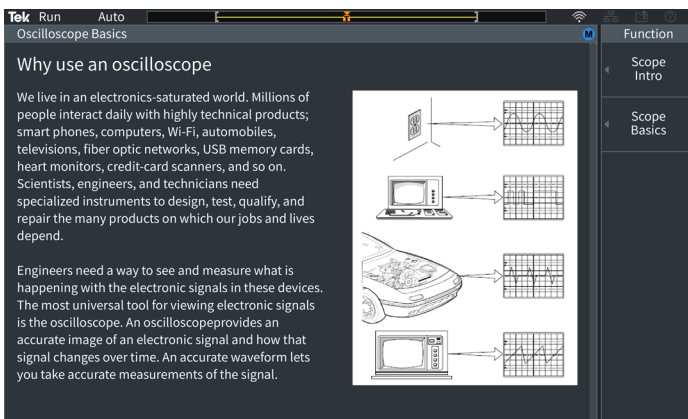 Tek Run Auto
T
Oscilloscope Basics
M
Function
Why use an oscilloscope
Scope
Intro
Scope
Basics
We live in an electronics-saturated world. Millions of
people interact daily with highly technical products;
smart phones, computers, Wi-Fi, automobiles,
televisions, fiber optic networks, USB memory cards,
heart monitors, credit-card scanners, and so on.
Scientists, engineers, and technicians need
specialized instruments to design, test, qualify, and
repair the many products on which our jobs and lives
depend.
Engineers need a way to see and measure what is
happening with the electronic signals in these devices.
The most universal tool for viewing electronic signals
is the oscilloscope. An oscilloscopeprovides an
accurate image of an electronic signal and how that
signal changes over time. An accurate waveform lets
you take accurate measurements of the signal.